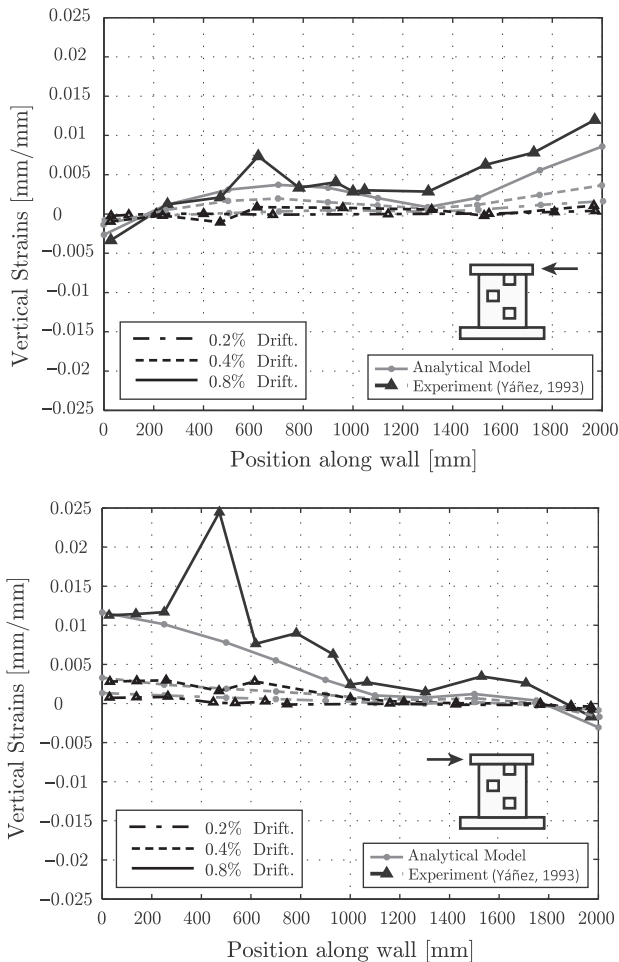 0.025
0.02
0.015
0.01
0.005
0
−0.005
−0.01
−0.015
−0.02
−0.025
Vertical Strains [mm/mm]
0.2% Drift.
0.4% Drift.
0.8% Drift.
Analytical Model
Experiment (Yáñez, 1993)
0 200 400 600 800 1000 1200 1400 1600 1800 2000
Position along wall [mm]
0.025
0.02
0.015
0.01
0.005
0
−0.005
−0.01
−0.015
−0.02
−0.025
Vertical Strains [mm/mm]
0.2% Drift.
0.4% Drift.
0.8% Drift.
Analytical Model
Experiment (Yáñez, 1993)
0 200 400 600 800 1000 1200 1400 1600 1800 2000
Position along wall [mm]